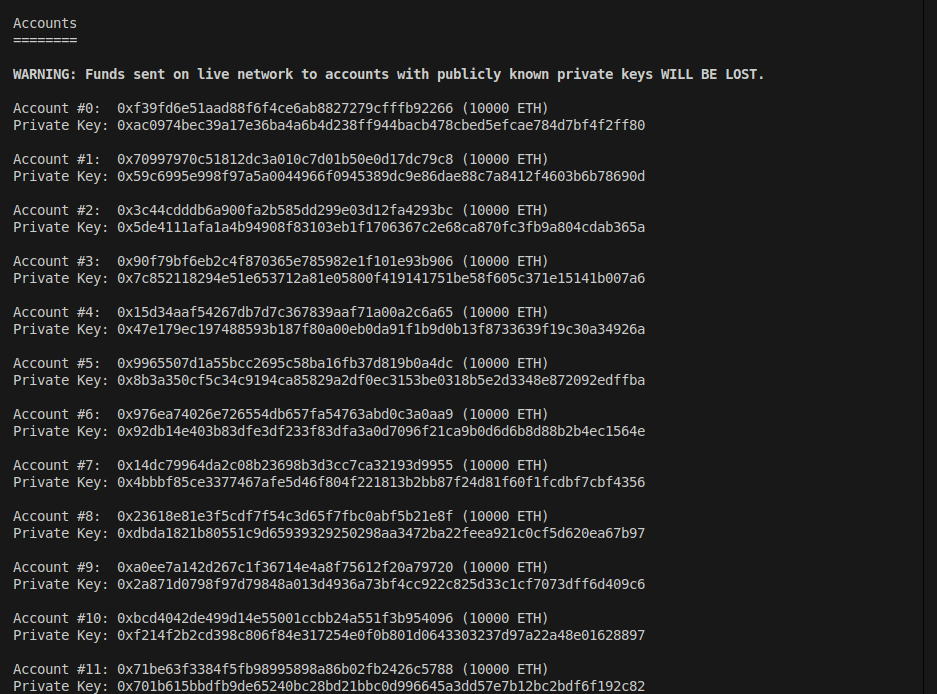 Accounts
========
WARNING: Funds sent on live network to accounts with publicly known private keys WILL BE LOST.
Account #0:  0xf39fd6e51aad88f6f4ce6ab8827279cfffb92266 (10000 ETH)
Private Key: 0xac0974bec39a17e36ba4a6b4d238ff944bacb478cbed5efcae784d7bf4f2ff80
Account #1:  0x70997970c51812dc3a010c7d01b50e0d17dc79c8 (10000 ETH)
Private Key: 0x59c6995e998f97a5a0044966f0945389dc9e86dae88c7a8412f4603b6b78690d
Account #2:  0x3c44cdddb6a900fa2b585dd299e03d12fa4293bc (10000 ETH)
Private Key: 0x5de4111afa1a4b94908f83103eb1f1706367c2e68ca870fc3fb9a804cdab365a
Account #3:  0x90f79bf6eb2c4f870365e785982e1f101e93b906 (10000 ETH)
Private Key: 0x7c852118294e51e653712a81e05800f419141751be58f605c371e15141b007a6
Account #4:  0x15d34aaf54267db7d7c367839aaf71a00a2c6a65 (10000 ETH)
Private Key: 0x47e179ec197488593b187f80a00eb0da91f1b9d0b13f8733639f19c30a34926a
Account #5:  0x9965507d1a55bcc2695c58ba16fb37d819b0a4dc (10000 ETH)
Private Key: 0x8b3a350cf5c34c9194ca85829a2df0ec3153be0318b5e2d3348e872092edffba
Account #6:  0x976ea74026e726554db657fa54763abd0c3a0aa9 (10000 ETH)
Private Key: 0x92db14e403b83dfe3df233f83dfa3a0d7096f21ca9b0d6d6b8d88b2b4ec1564e
Account #7:  0x14dc79964da2c08b23698b3d3cc7ca32193d9955 (10000 ETH)
Private Key: 0x4bbbf85ce3377467afe5d46f804f221813b2bb87f24d81f60f1fcdbf7cbf4356
Account #8:  0x23618e81e3f5cdf7f54c3d65f7fbc0abf5b21e8f (10000 ETH)
Private Key: 0xdbda1821b80551c9d65939329250298aa3472ba22feea921c0cf5d620ea67b97
Account #9:  0xa0ee7a142d267c1f36714e4a8f75612f20a79720 (10000 ETH)
Private Key: 0x2a871d0798f97d79848a013d4936a73bf4cc922c825d33c1cf7073dff6d409c6
Account #10: 0xbcd4042de499d14e55001ccbb24a551f3b954096 (10000 ETH)
Private Key: 0xf214f2b2cd398c806f84e317254e0f0b801d0643303237d97a22a48e01628897
Account #11: 0x71be63f3384f5fb98995898a86b02fb2426c5788 (10000 ETH)
Private Key: 0x701b615bbdfb9de65240bc28bd21bbc0d996645a3dd57e7b12bc2bdf6f192c82